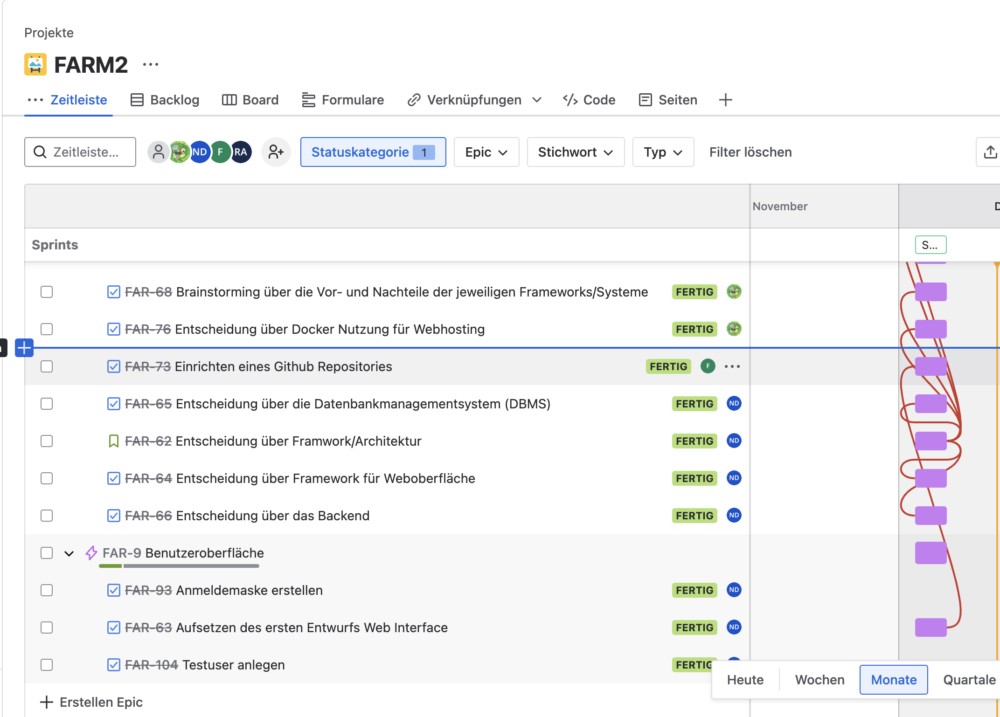 Projekte
FARM2
Zeitleiste Backlog Board Formulare Verknüpfungen Code Seiten
Zeitleiste... ND F RA Statuskategorie 1 Epic Stichwort Typ Filter löschen
November
Sprints S...
FAR-68 Brainstorming über die Vor- und Nachteile der jeweiligen Frameworks/Systeme FERTIG
FAR-76 Entscheidung über Docker Nutzung für Webhosting FERTIG
FAR-73 Einrichten eines Github Repositories FERTIG F
FAR-65 Entscheidung über die Datenbankmanagementsystem (DBMS) FERTIG ND
FAR-62 Entscheidung über Framwork/Architektur FERTIG ND
FAR-64 Entscheidung über Framework für Weboberfläche FERTIG ND
FAR-66 Entscheidung über das Backend FERTIG ND
FAR-9 Benutzeroberfläche
FAR-93 Anmeldemaske erstellen FERTIG ND
FAR-63 Aufsetzen des ersten Entwurfs Web Interface FERTIG ND
FAR-104 Testuser anlegen FERTIG
Heute Wochen Monate Quartale
Erstellen Epic